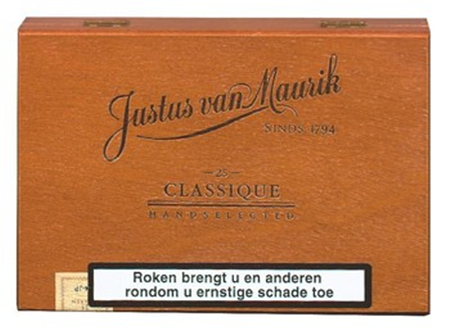 Justus van Maurik
SINDS 1794
25
CLASSIQUE
HANDSELECTED
Roken brengt u en anderen
rondom u ernstige schade toe